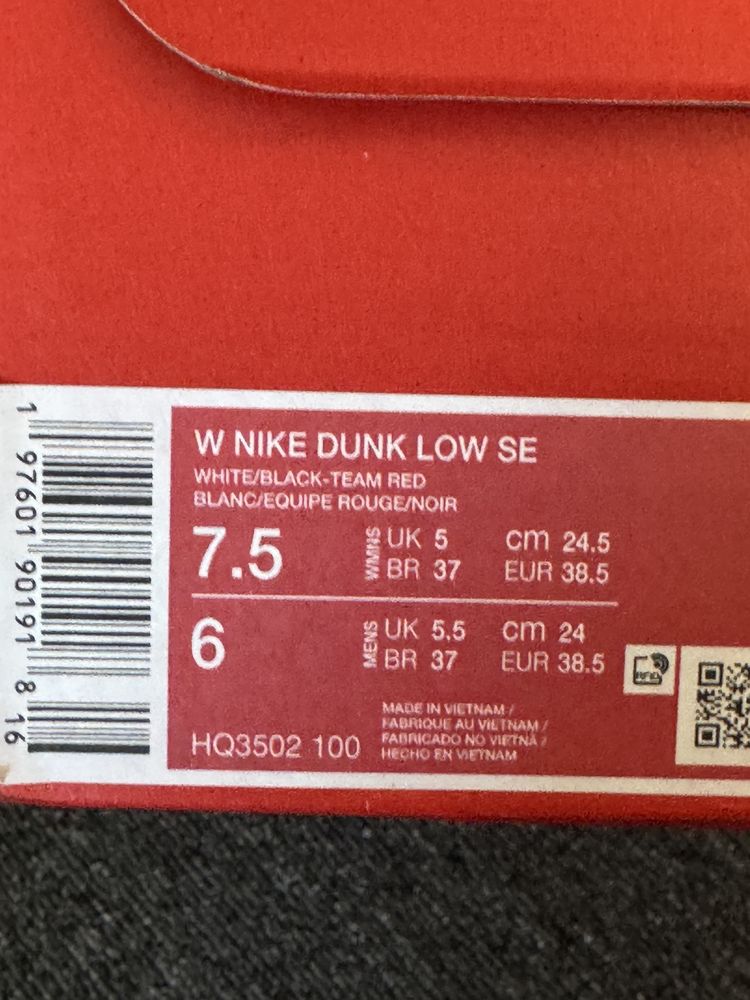 W NIKE DUNK LOW SE
WHITE/BLACK-TEAM RED
BLANC/EQUIPE ROUGE/NOIR
7.5 WMNS UK 5 cm 24.5
BR 37 EUR 38.5
6 MENS UK 5.5 cm 24
BR 37 EUR 38.5
MADE IN VIETNAM /
FABRIQUE AU VIETNAM /
FABRICADO NO VIETNÃ /
HECHO EN VIETNAM
HQ3502 100
1 97601 90191 8 16